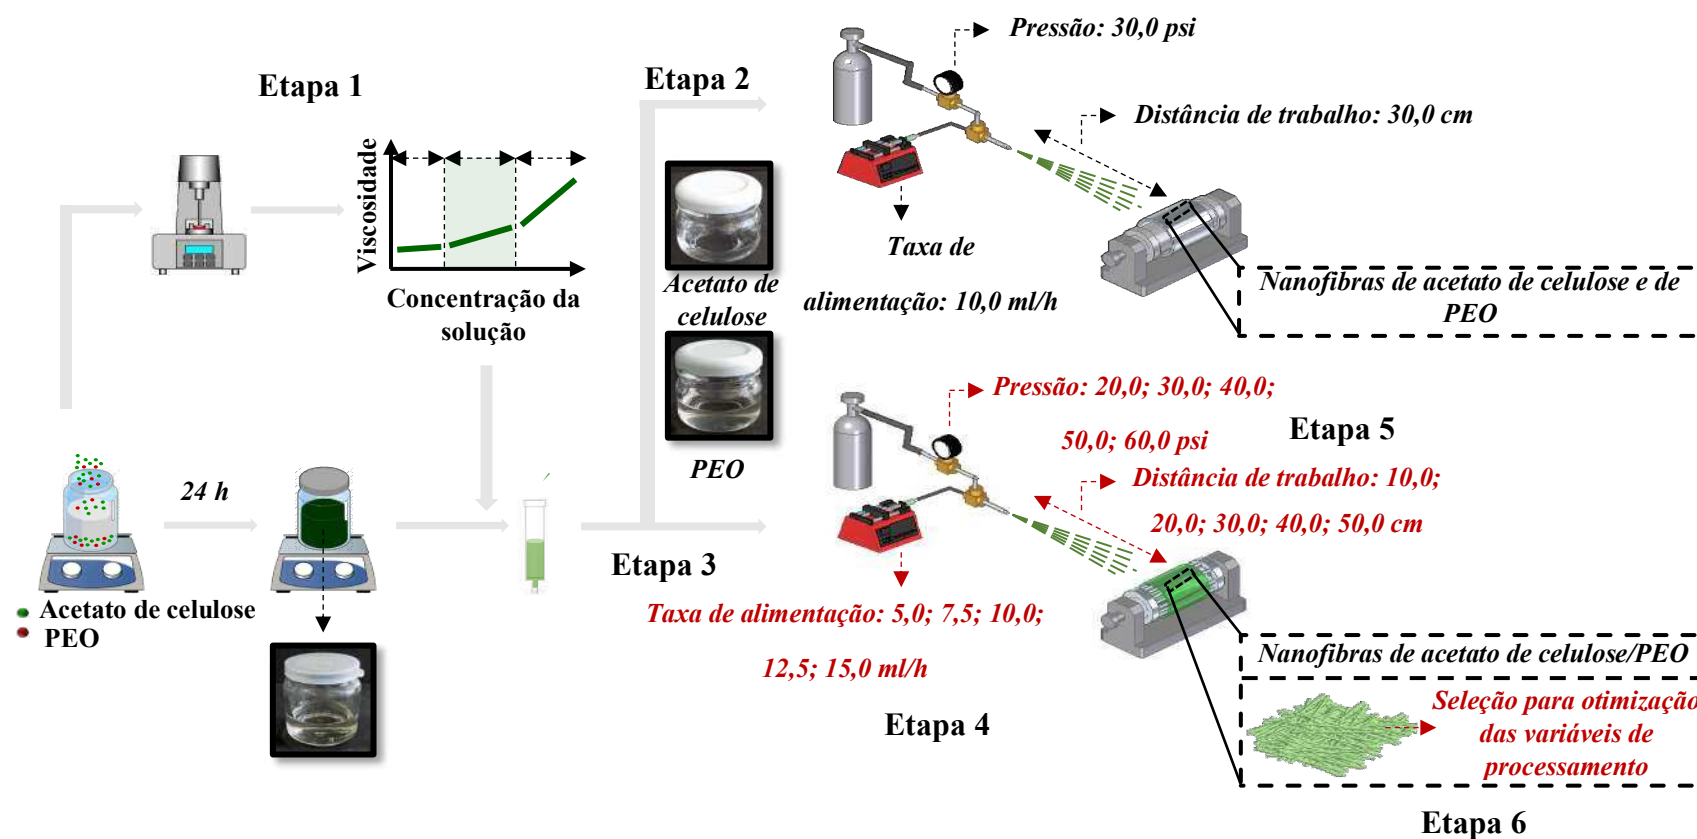 Etapa 1
Viscosidade
Concentração da
solução
24 h
Acetato de celulose
PEO
Etapa 2
Acetato de
celulose
PEO
Pressão: 30,0 psi
Distância de trabalho: 30,0 cm
Taxa de
alimentação: 10,0 ml/h
Nanofibras de acetato de celulose e de
PEO
Etapa 3
Pressão: 20,0; 30,0; 40,0;
50,0; 60,0 psi
Etapa 5
Distância de trabalho: 10,0;
20,0; 30,0; 40,0; 50,0 cm
Taxa de alimentação: 5,0; 7,5; 10,0;
12,5; 15,0 ml/h
Etapa 4
Nanofibras de acetato de celulose/PEO
Seleção para otimização
das variáveis de
processamento
Etapa 6